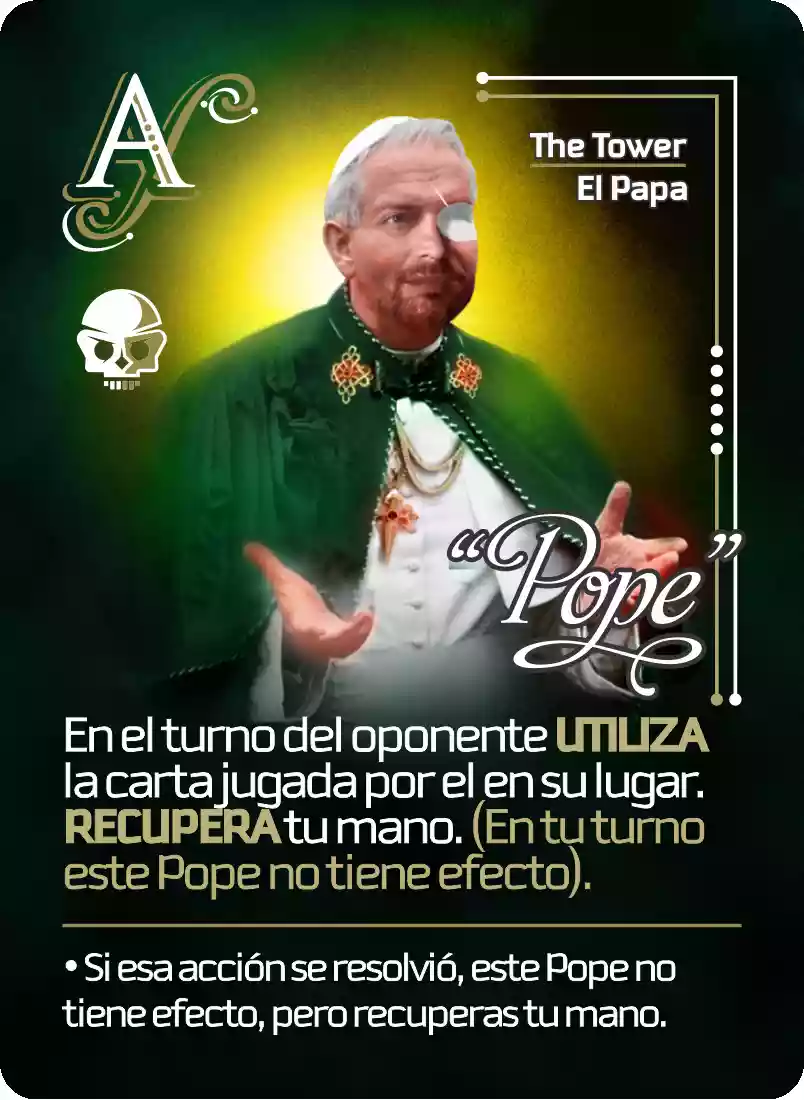 A
The Tower
El Papa
“Pope”
En el turno del oponente UTILIZA
la carta jugada por el en su lugar.
RECUPERA tu mano. (En tu turno
este Pope no tiene efecto).
• Si esa acción se resolvió, este Pope no
tiene efecto, pero recuperas tu mano.